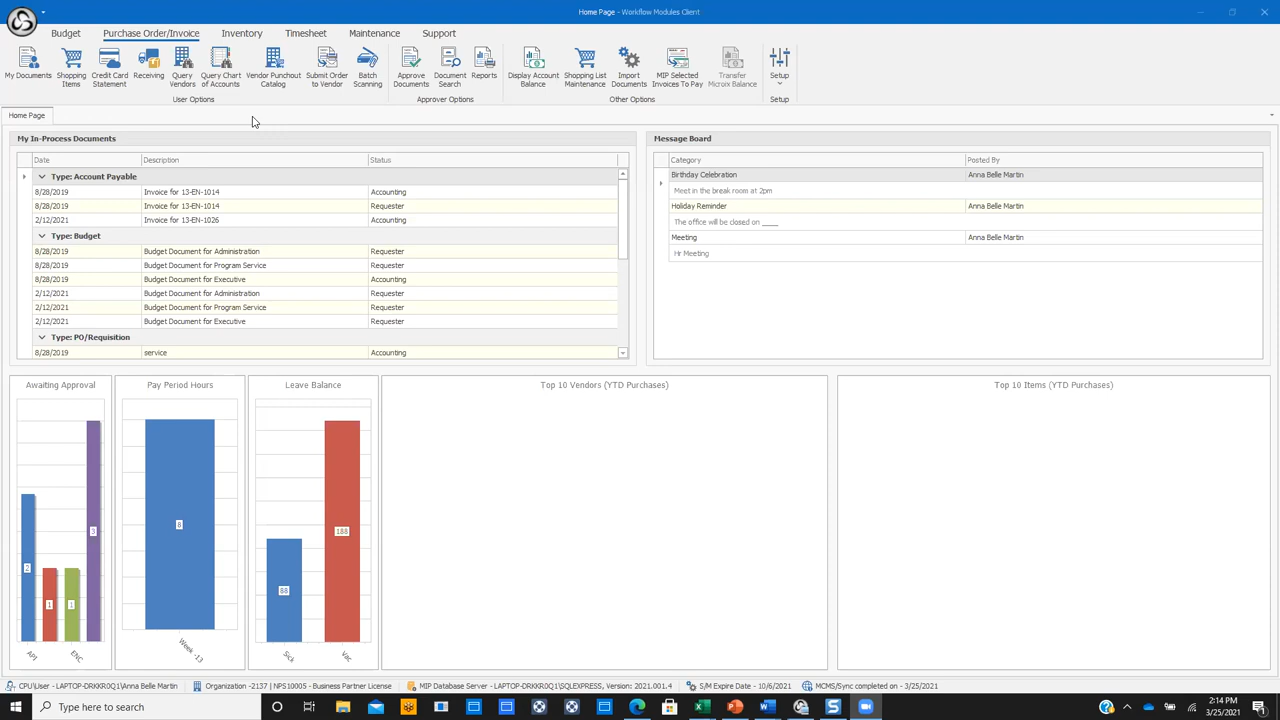 Home Page - Workflow Modules Client
Budget Purchase Order/Invoice Inventory Timesheet Maintenance Support
My Documents Shopping Items Credit Card Statement Receiving Query Vendors Query Chart of Accounts Vendor Punchout Catalog Submit Order to Vendor Batch Scanning Approve Documents Document Search Reports Display Account Balance Shopping List Maintenance Import Documents MIP Selected Invoices To Pay Transfer Microix Balance Setup
User Options Approver Options Other Options Setup
Home Page
My In-Process Documents
Date Description Status
Type: Account Payable
8/28/2019 Invoice for 13-EN-1014 Accounting
8/28/2019 Invoice for 13-EN-1014 Requester
2/12/2021 Invoice for 13-EN-1026 Accounting
Type: Budget
8/28/2019 Budget Document for Administration Requester
8/28/2019 Budget Document for Program Service Requester
8/28/2019 Budget Document for Executive Accounting
2/12/2021 Budget Document for Administration Requester
2/12/2021 Budget Document for Program Service Requester
2/12/2021 Budget Document for Executive Requester
Type: PO/Requisition
8/28/2019 service Accounting
Message Board
Category Posted By
Birthday Celebration Anna Belle Martin
Meet in the break room at 2pm
Holiday Reminder Anna Belle Martin
The office will be closed on ____
Meeting Anna Belle Martin
Hr Meeting
Awaiting Approval
2 1 1 3
API ENC
Pay Period Hours
8
Week -13
Leave Balance
88 188
Sick Vac
Top 10 Vendors (YTD Purchases)
Top 10 Items (YTD Purchases)
CPU\User - LAPTOP-DRKKR0Q1\Anna Belle Martin Organization -2137 | NPS10005 - Business Partner License MIP Database Server - LAPTOP-DRKKR0Q1\SQLEXPRESS, Version: 2021.001.4 S/M Expire Date - 10/6/2021 MCMS/Sync completed on - 3/25/2021
Type here to search
2:14 PM
3/25/2021